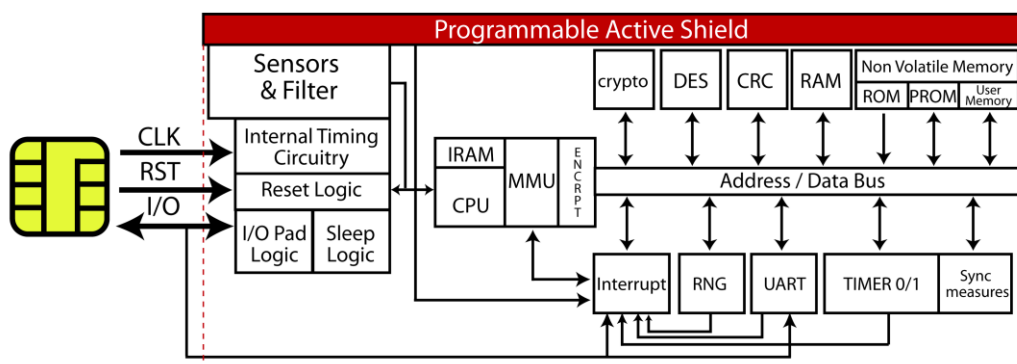 Programmable Active Shield
Sensors
& Filter
crypto
DES
CRC
RAM
Non Volatile Memory
ROM
PROM
User
Memory
CLK
RST
I/O
Internal Timing
Circuitry
Reset Logic
I/O Pad
Logic
Sleep
Logic
IRAM
CPU
MMU
ENCRPT
Address / Data Bus
Interrupt
RNG
UART
TIMER 0/1
Sync
measures